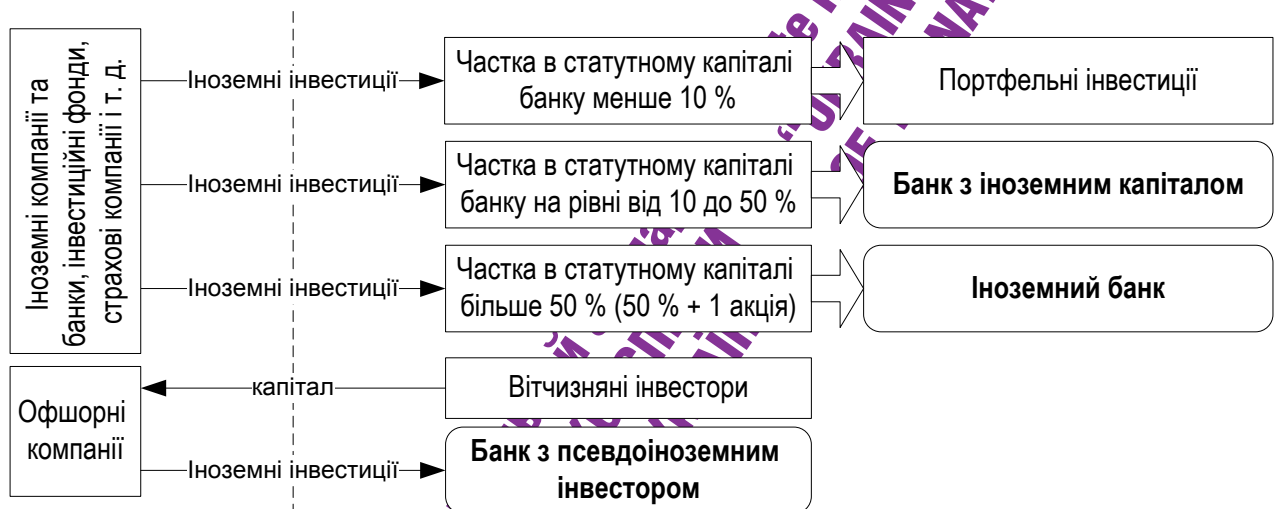 Іноземні компанії та
банки, інвестиційні фонди,
страхові компанії і т. д.
Іноземні інвестиції
Частка в статутному капіталі
банку менше 10 %
Портфельні інвестиції
Іноземні інвестиції
Частка в статутному капіталі
банку на рівні від 10 до 50 %
Банк з іноземним капіталом
Іноземні інвестиції
Частка в статутному капіталі
більше 50 % (50 % + 1 акція)
Іноземний банк
Офшорні
компанії
капітал
Вітчизняні інвестори
Іноземні інвестиції
Банк з псевдоіноземним
інвестором